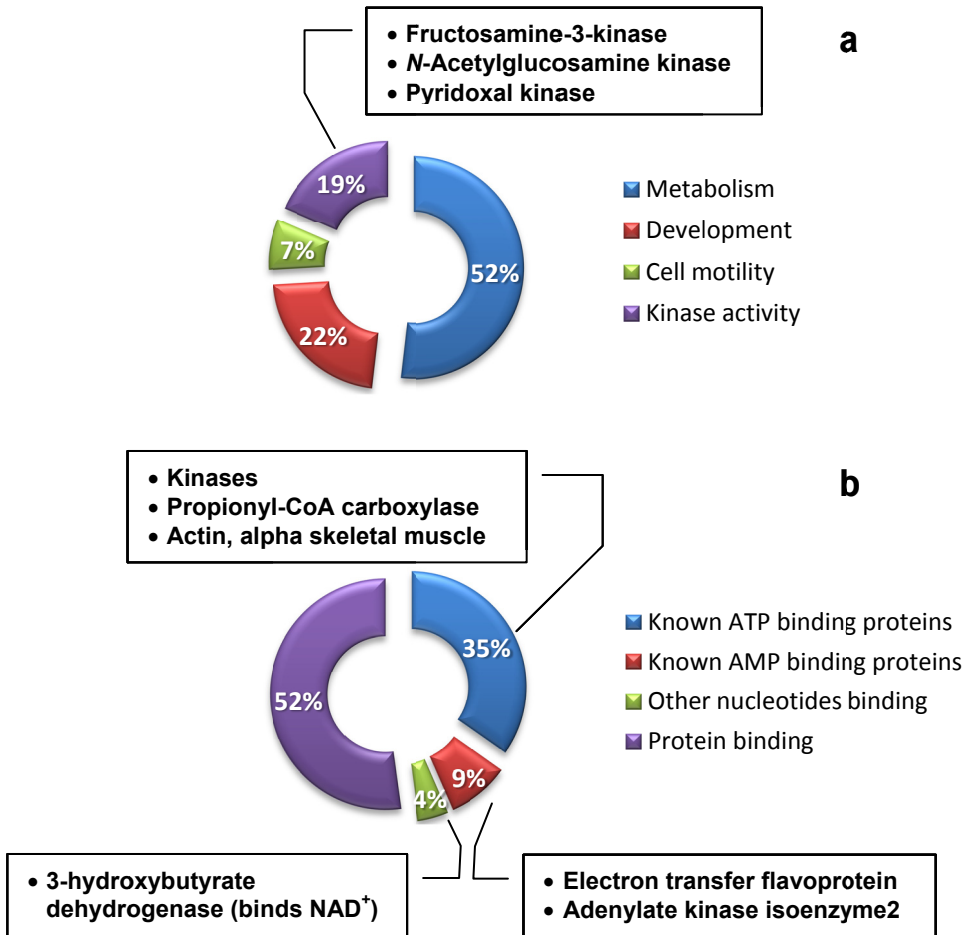 • Fructosamine-3-kinase
• N-Acetylglucosamine kinase
• Pyridoxal kinase
a
19%
7%
52%
22%
Metabolism
Development
Cell motility
Kinase activity
• Kinases
• Propionyl-CoA carboxylase
• Actin, alpha skeletal muscle
b
35%
52%
9%
4%
Known ATP binding proteins
Known AMP binding proteins
Other nucleotides binding
Protein binding
• 3-hydroxybutyrate
dehydrogenase (binds NAD⁺)
• Electron transfer flavoprotein
• Adenylate kinase isoenzyme2